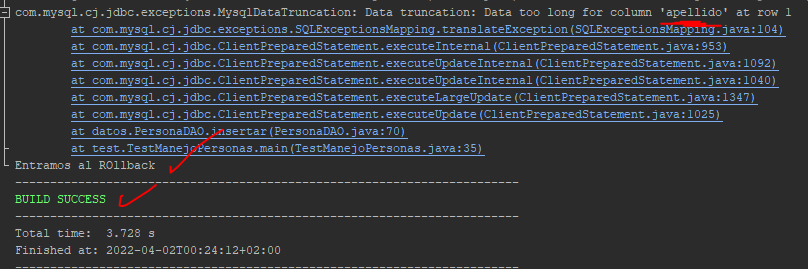 com.mysql.cj.jdbc.exceptions.MysqlDataTruncation: Data truncation: Data too long for column 'apellido' at row 1
at com.mysql.cj.jdbc.exceptions.SQLExceptionsMapping.translateException(SQLExceptionsMapping.java:104)
at com.mysql.cj.jdbc.ClientPreparedStatement.executeInternal(ClientPreparedStatement.java:953)
at com.mysql.cj.jdbc.ClientPreparedStatement.executeUpdateInternal(ClientPreparedStatement.java:1092)
at com.mysql.cj.jdbc.ClientPreparedStatement.executeUpdateInternal(ClientPreparedStatement.java:1040)
at com.mysql.cj.jdbc.ClientPreparedStatement.executeLargeUpdate(ClientPreparedStatement.java:1347)
at com.mysql.cj.jdbc.ClientPreparedStatement.executeUpdate(ClientPreparedStatement.java:1025)
at datos.PersonaDAO.insertar(PersonaDAO.java:70)
at test.TestManejoPersonas.main(TestManejoPersonas.java:35)
Entramos al ROllback
------------------------------------------------------------------------
BUILD SUCCESS
------------------------------------------------------------------------
Total time:  3.728 s
Finished at: 2022-04-02T00:24:12+02:00
------------------------------------------------------------------------